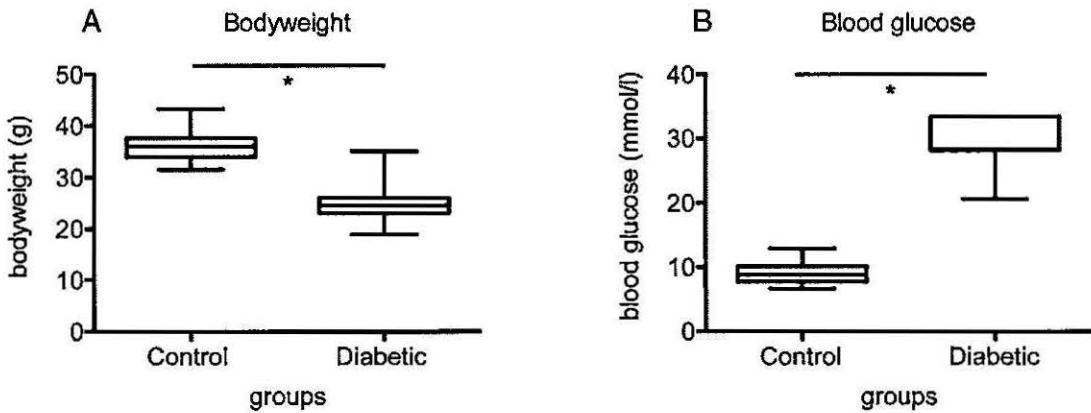 A Bodyweight
bodyweight (g)
50
40
30
20
10
0
*
Control Diabetic
groups
B Blood glucose
blood glucose (mmol/l)
40
30
20
10
0
*
Control Diabetic
groups